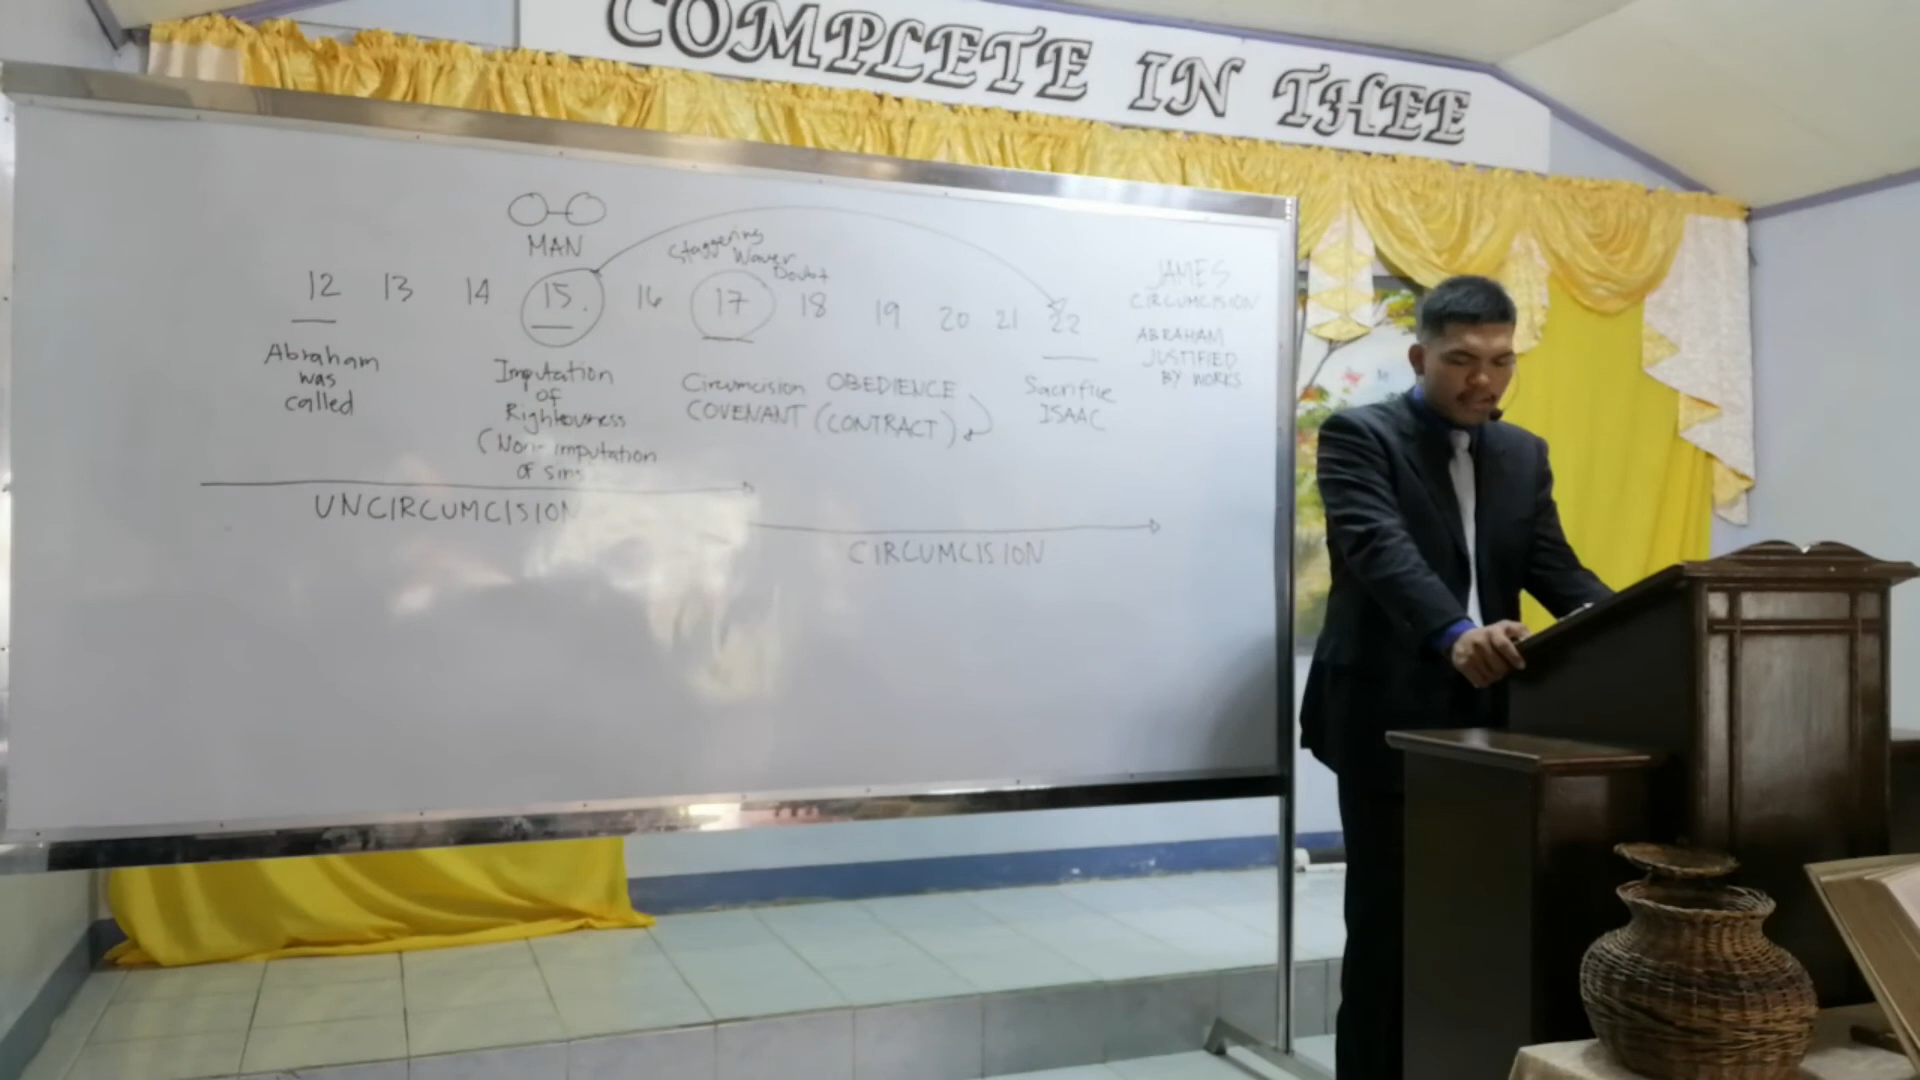 COMPLETE IN THEE
MAN
Staggering
Waver
Doubt
12 13 14 15. 16 17 18 19 20 21 22
Abraham
was
called
Imputation
of
Righteousness
(Non-imputation
of sins
Circumcision OBEDIENCE
COVENANT (CONTRACT)
Sacrifice
ISAAC
JAMES
CIRCUMCISION
ABRAHAM
JUSTIFIED
BY WORKS
UNCIRCUMCISION
CIRCUMCISION